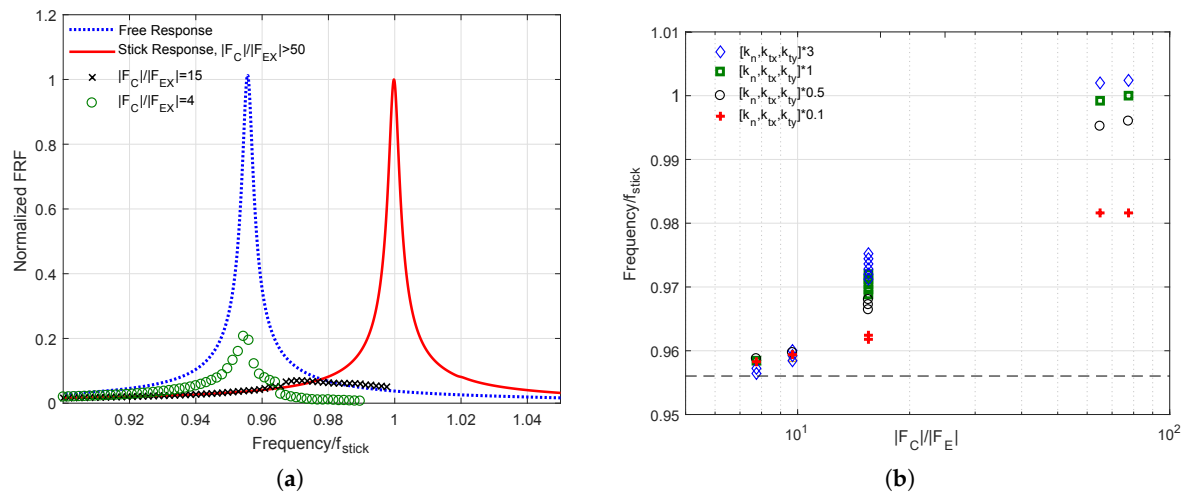 1.2
1
0.8
0.6
0.4
0.2
0
Normalized FRF
Free Response
Stick Response, |F_C|/|F_EX|>50
|F_C|/|F_EX|=15
|F_C|/|F_EX|=4
0.92 0.94 0.96 0.98 1 1.02 1.04
Frequency/f_stick
(a)
1.01
1
0.99
0.98
0.97
0.96
0.95
Frequency/f_stick
[k_n,k_tx,k_ty]*3
[k_n,k_tx,k_ty]*1
[k_n,k_tx,k_ty]*0.5
[k_n,k_tx,k_ty]*0.1
10^1 10^2
|F_C|/|F_E|
(b)